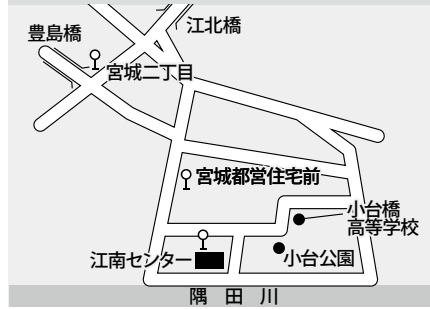 江北橋
豊島橋
宮城二丁目
宮城都営住宅前
小台橋
高等学校
江南センター
小台公園
隅田川